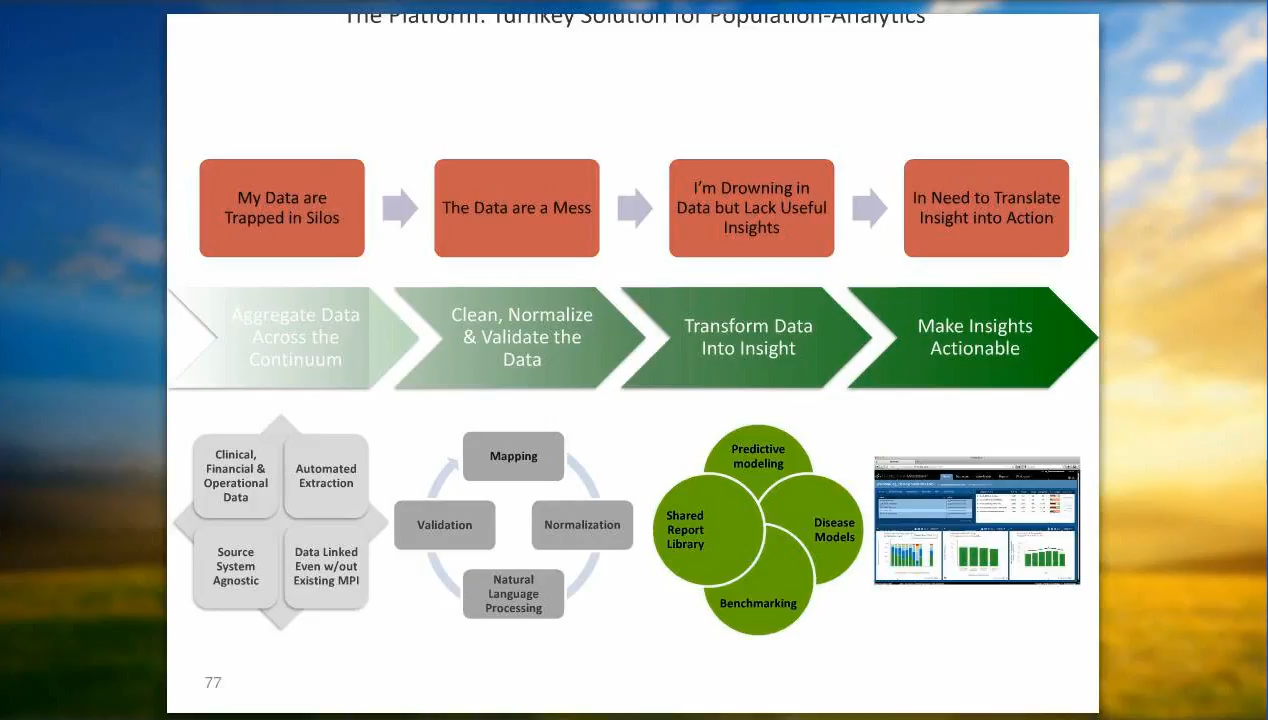 The Platform: Turnkey Solution for Population-Analytics
My Data are
Trapped in Silos
The Data are a Mess
I'm Drowning in
Data but Lack Useful
Insights
In Need to Translate
Insight into Action
Aggregate Data
Across the
Continuum
Clean, Normalize
& Validate the
Data
Transform Data
Into Insight
Make Insights
Actionable
Clinical,
Financial &
Operational
Data
Automated
Extraction
Source
System
Agnostic
Data Linked
Even w/out
Existing MPI
Mapping
Validation
Normalization
Natural
Language
Processing
Predictive
modeling
Shared
Report
Library
Disease
Models
Benchmarking
77